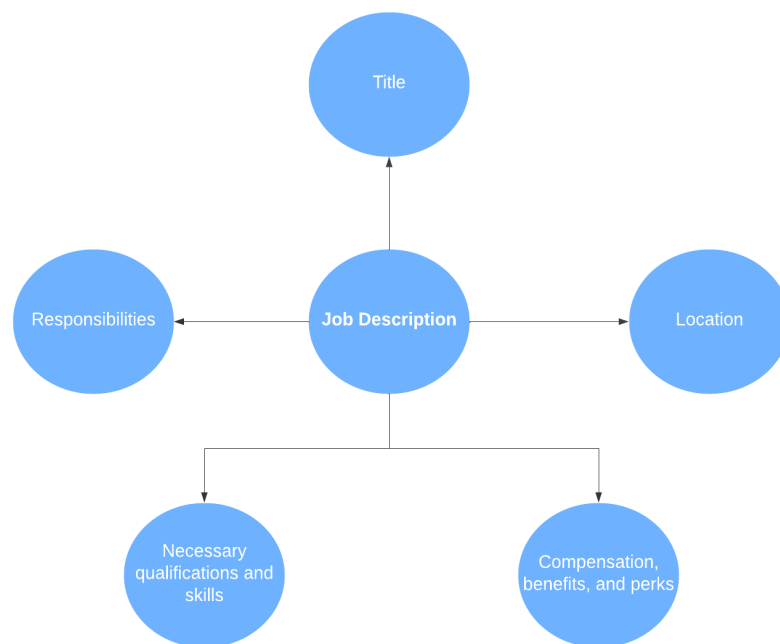 Title
Responsibilities
Job Description
Location
Necessary
qualifications and
skills
Compensation,
benefits, and perks